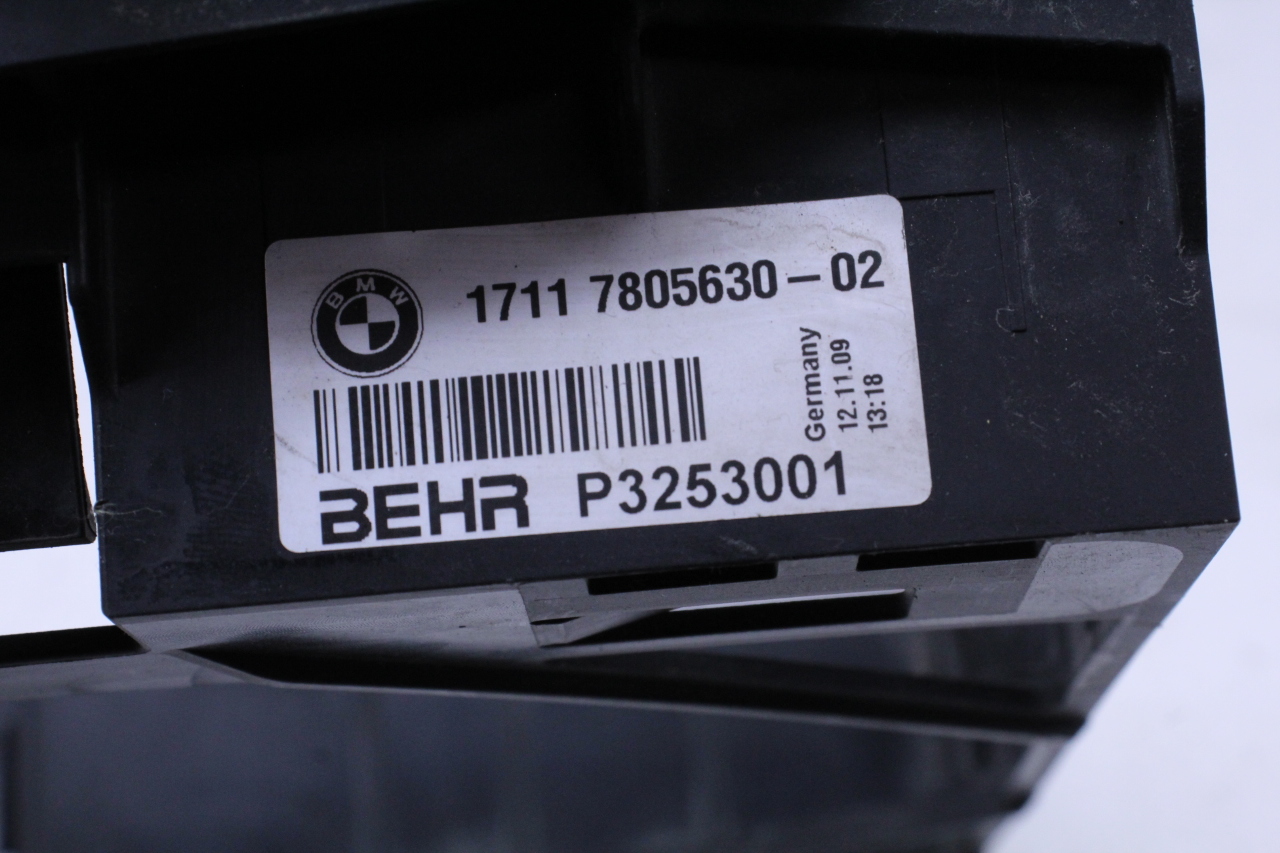 BMW
1711 7805630-02
Germany
12.11.09
13:18
BEHR P3253001